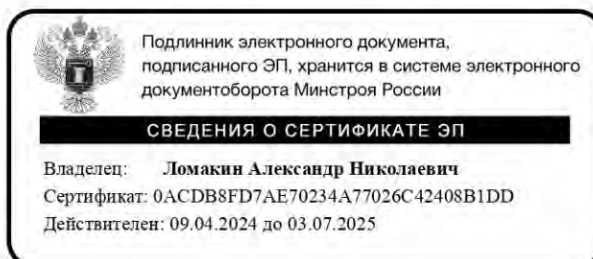 Подлинник электронного документа,
подписанного ЭП, хранится в системе электронного
документоборота Минстроя России
СВЕДЕНИЯ О СЕРТИФИКАТЕ ЭП
Владелец: Ломакин Александр Николаевич
Сертификат: 0ACDB8FD7AE70234A77026C42408B1DD
Действителен: 09.04.2024 до 03.07.2025